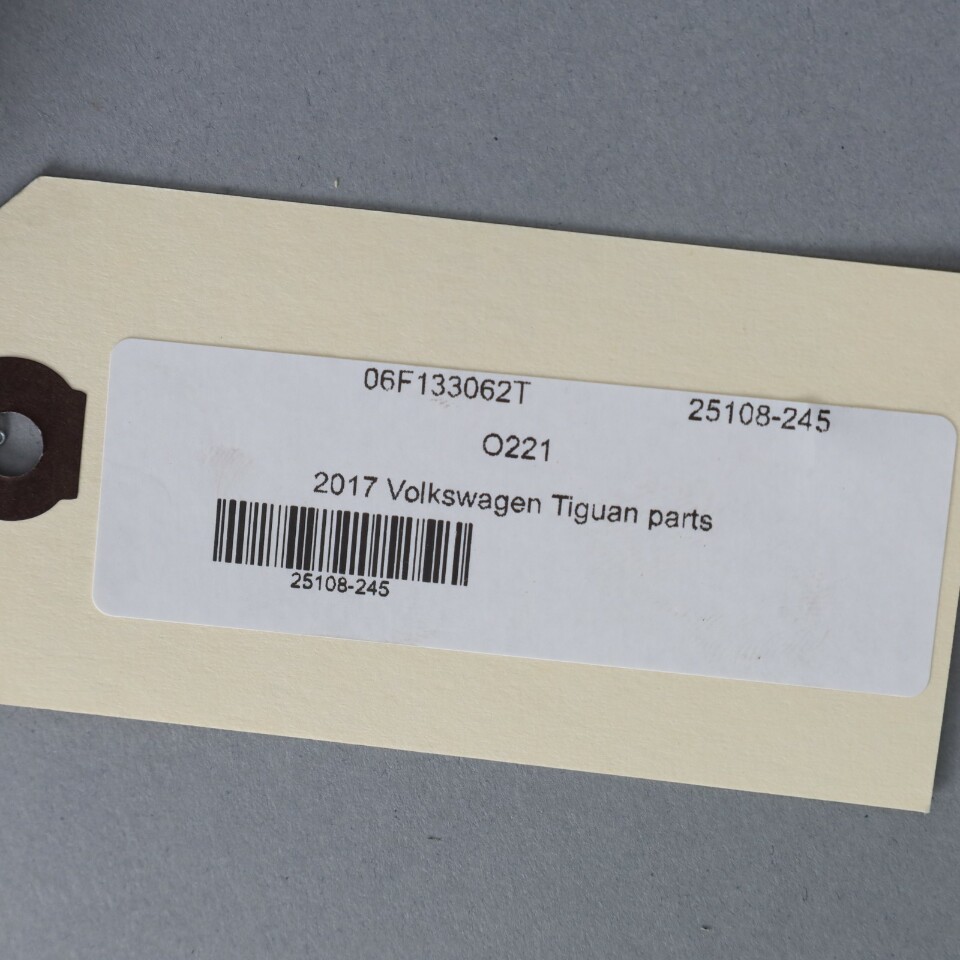 06F133062T
25108-245
O221
2017 Volkswagen Tiguan parts
25108-245